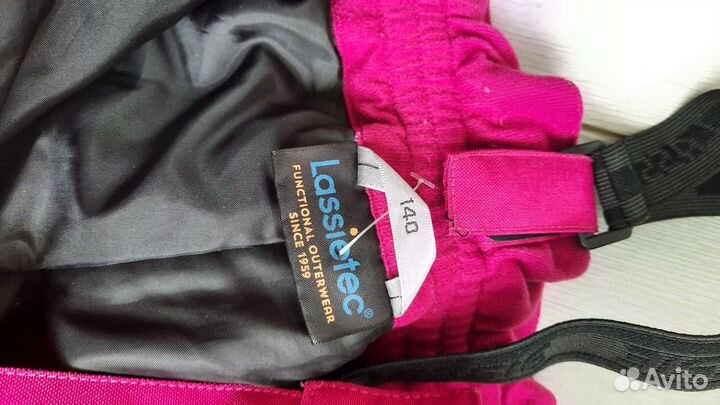 Lassietec®
FUNCTIONAL OUTERWEAR
SINCE 1959
140
Avito